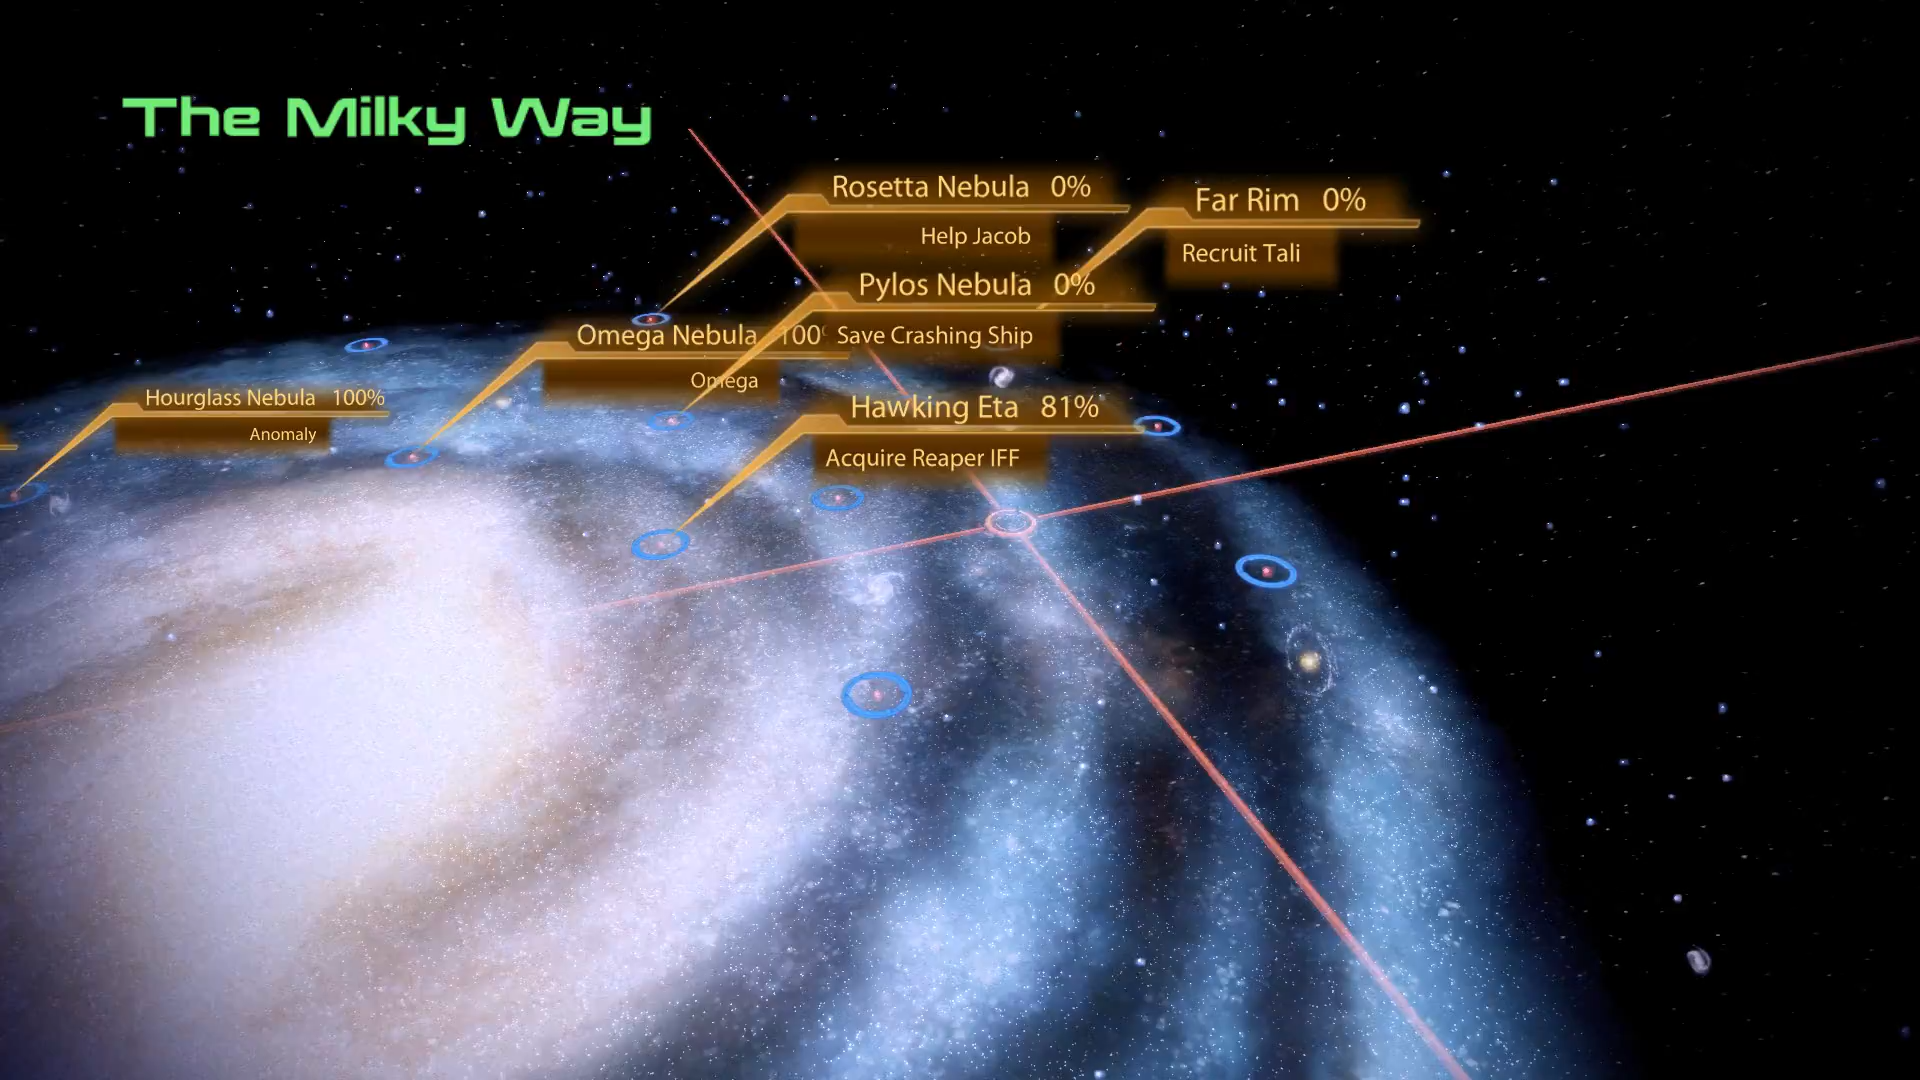 The Milky Way
Rosetta Nebula 0%
Help Jacob
Far Rim 0%
Recruit Tali
Pylos Nebula 0%
Save Crashing Ship
Omega Nebula 100%
Omega
Hourglass Nebula 100%
Anomaly
Hawking Eta 81%
Acquire Reaper IFF